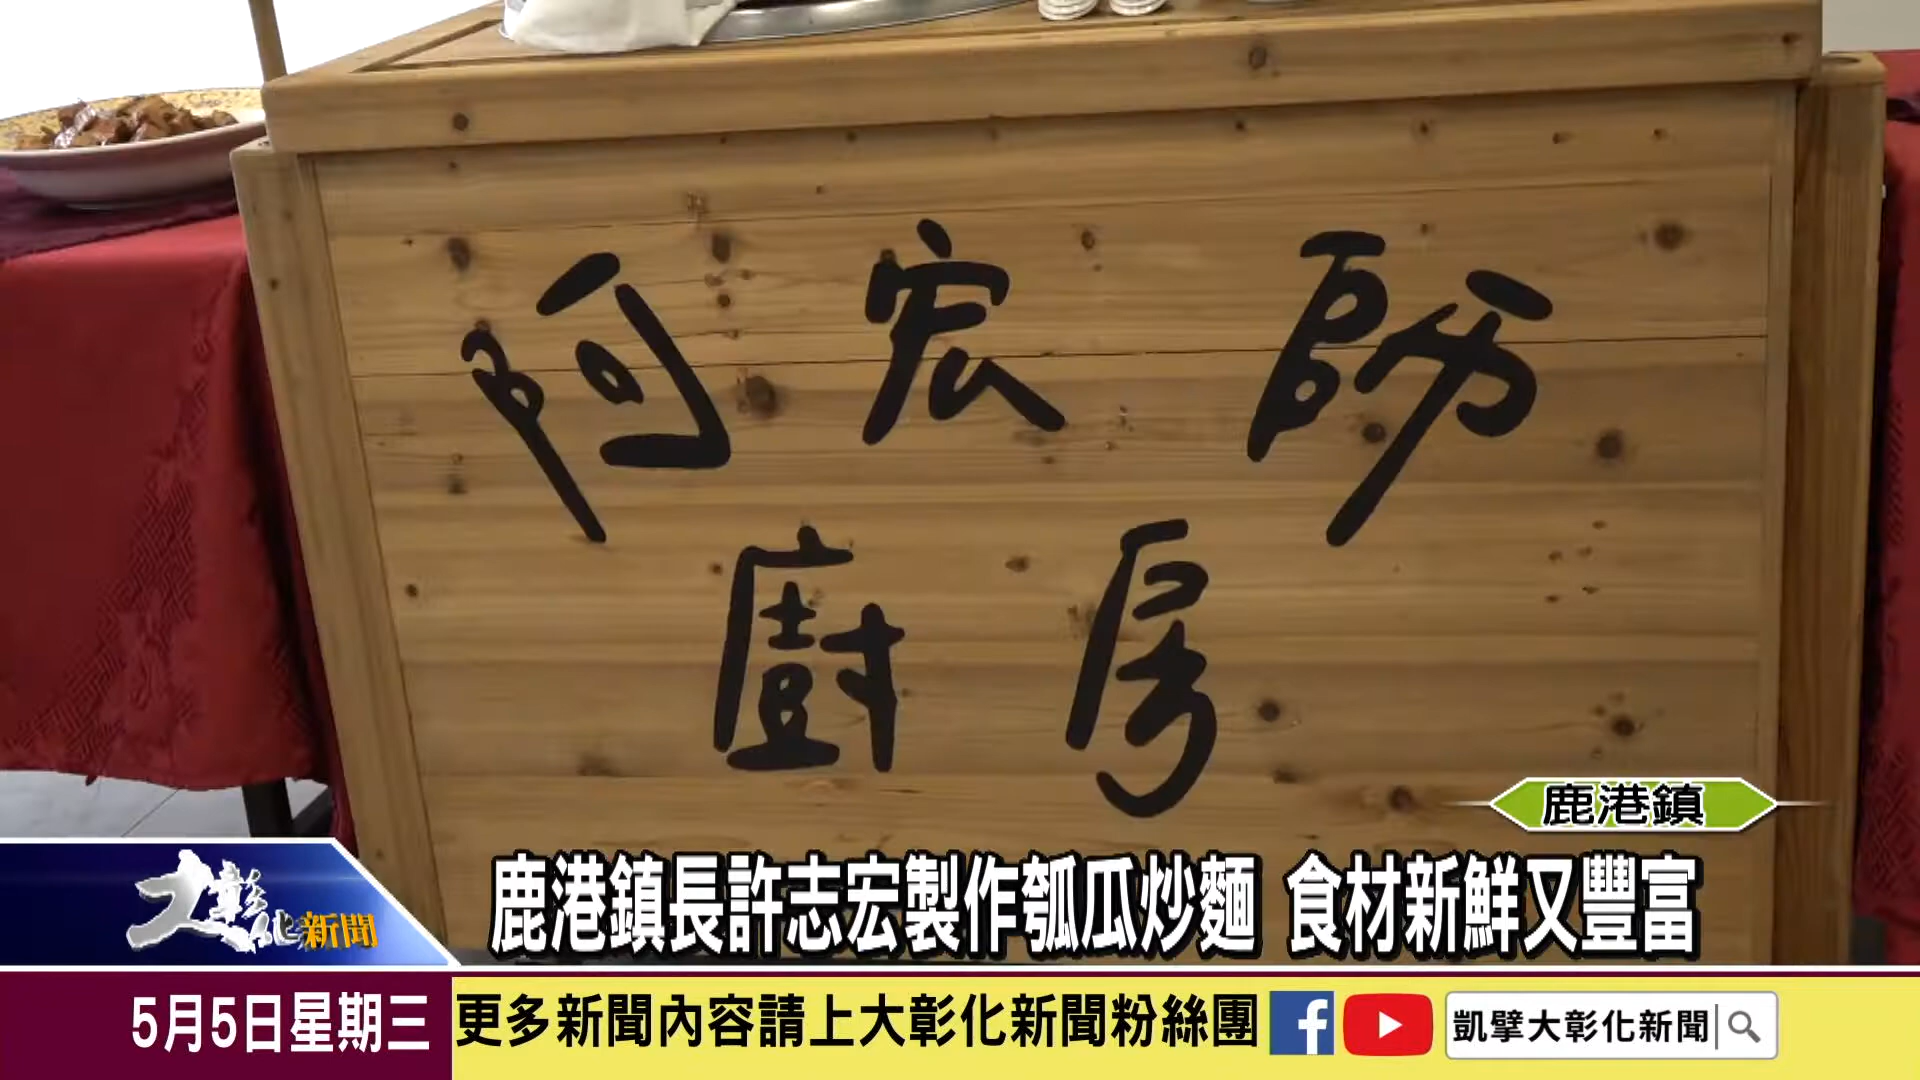 阿宏師
廚房
鹿港鎮
大彰化新聞
鹿港鎮長許志宏製作瓠瓜炒麵 食材新鮮又豐富
5月5日星期三
更多新聞內容請上大彰化新聞粉絲團
凱擘大彰化新聞